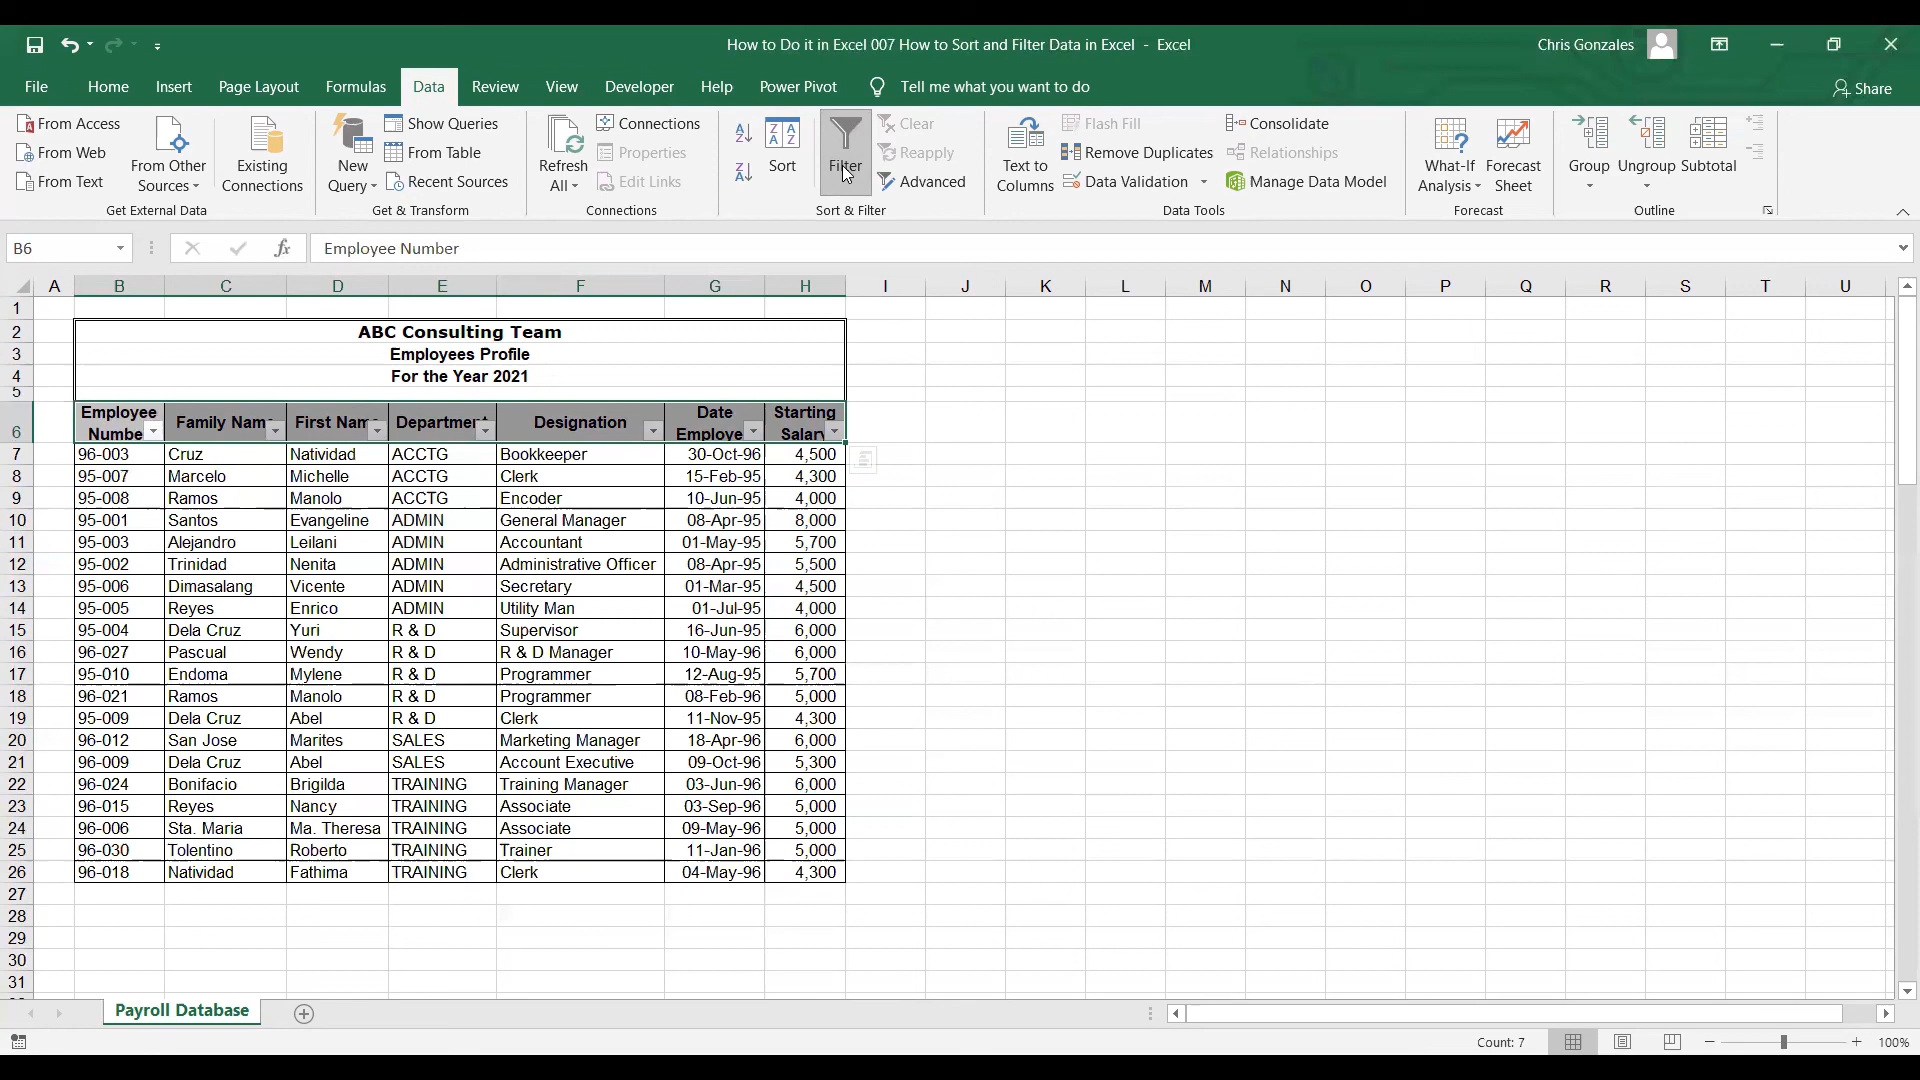 How to Do it in Excel 007 How to Sort and Filter Data in Excel - Excel
Chris Gonzales
File Home Insert Page Layout Formulas Data Review View Developer Help Power Pivot Tell me what you want to do Share
From Access
From Web
From Text
From Other Sources
Existing Connections
Get External Data
New Query
Show Queries
From Table
Recent Sources
Get & Transform
Refresh All
Connections
Properties
Edit Links
Connections
Sort
Filter
Clear
Reapply
Advanced
Sort & Filter
Text to Columns
Flash Fill
Remove Duplicates
Data Validation
Consolidate
Relationships
Manage Data Model
Data Tools
What-If Analysis
Forecast Sheet
Forecast
Group
Ungroup
Subtotal
Outline
B6 fx Employee Number
A B C D E F G H I J K L M N O P Q R S T U
1
2 ABC Consulting Team
3 Employees Profile
4 For the Year 2021
5
6 Employee Numbe Family Nam First Nam Departmen Designation Date Employe Starting Salary
7 96-003 Cruz Natividad ACCTG Bookkeeper 30-Oct-96 4,500
8 95-007 Marcelo Michelle ACCTG Clerk 15-Feb-95 4,300
9 95-008 Ramos Manolo ACCTG Encoder 10-Jun-95 4,000
10 95-001 Santos Evangeline ADMIN General Manager 08-Apr-95 8,000
11 95-003 Alejandro Leilani ADMIN Accountant 01-May-95 5,700
12 95-002 Trinidad Nenita ADMIN Administrative Officer 08-Apr-95 5,500
13 95-006 Dimasalang Vicente ADMIN Secretary 01-Mar-95 4,500
14 95-005 Reyes Enrico ADMIN Utility Man 01-Jul-95 4,000
15 95-004 Dela Cruz Yuri R & D Supervisor 16-Jun-95 6,000
16 96-027 Pascual Wendy R & D R & D Manager 10-May-96 6,000
17 95-010 Endoma Mylene R & D Programmer 12-Aug-95 5,700
18 96-021 Ramos Manolo R & D Programmer 08-Feb-96 5,000
19 95-009 Dela Cruz Abel R & D Clerk 11-Nov-95 4,300
20 96-012 San Jose Marites SALES Marketing Manager 18-Apr-96 6,000
21 96-009 Dela Cruz Abel SALES Account Executive 09-Oct-96 5,300
22 96-024 Bonifacio Brigilda TRAINING Training Manager 03-Jun-96 6,000
23 96-015 Reyes Nancy TRAINING Associate 03-Sep-96 5,000
24 96-006 Sta. Maria Ma. Theresa TRAINING Associate 09-May-96 5,000
25 96-030 Tolentino Roberto TRAINING Trainer 11-Jan-96 5,000
26 96-018 Natividad Fathima TRAINING Clerk 04-May-96 4,300
27
28
29
30
31
Payroll Database
Count: 7 100%